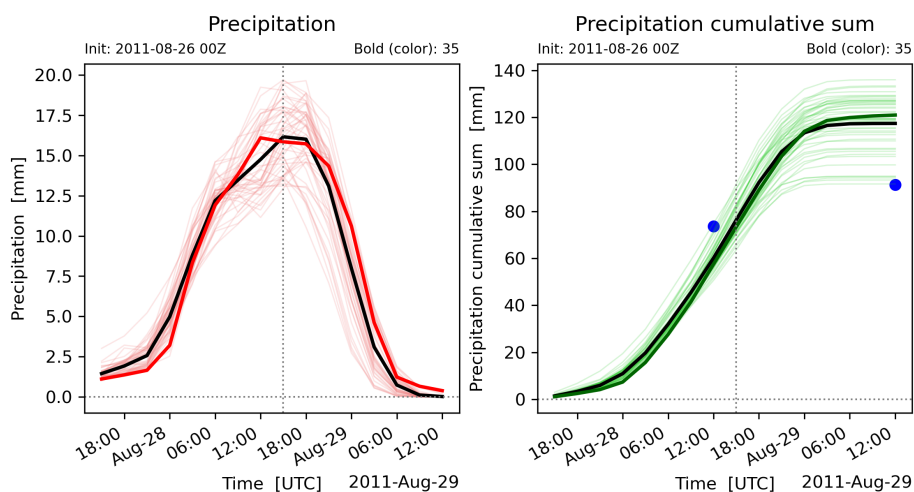 Precipitation
Init: 2011-08-26 00Z Bold (color): 35
20.0
17.5
15.0
12.5
10.0
7.5
5.0
2.5
0.0
Precipitation [mm]
18:00 Aug-28 06:00 12:00 18:00 Aug-29 06:00 12:00
Time [UTC] 2011-Aug-29
Precipitation cumulative sum
Init: 2011-08-26 00Z Bold (color): 35
140
120
100
80
60
40
20
0
Precipitation cumulative sum [mm]
18:00 Aug-28 06:00 12:00 18:00 Aug-29 06:00 12:00
Time [UTC] 2011-Aug-29